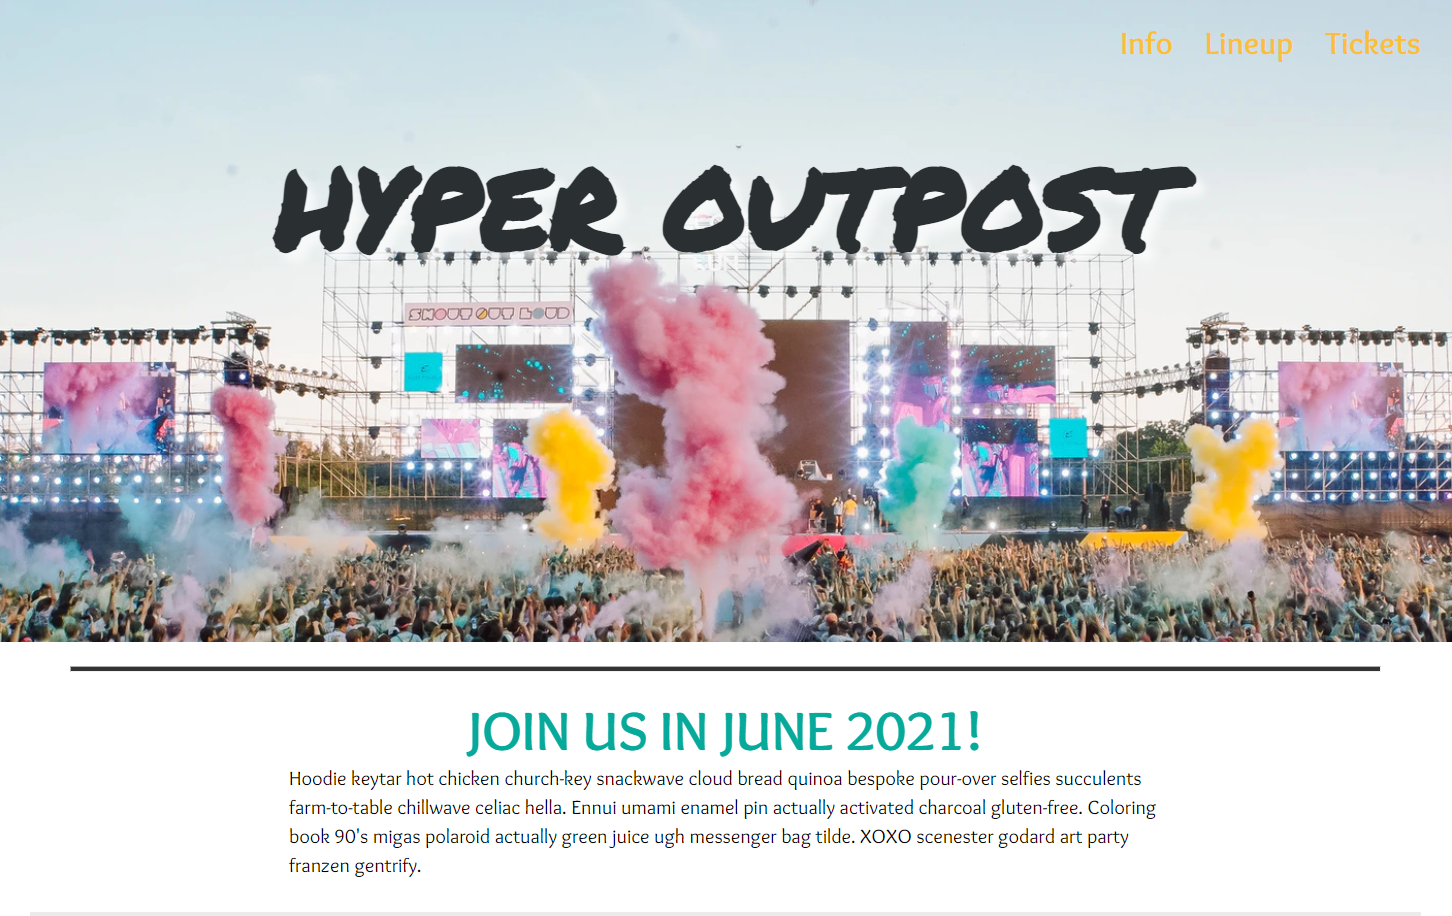 Info Lineup Tickets
HYPER OUTPOST
SHOUT OUT LOUD
JOIN US IN JUNE 2021!
Hoodie keytar hot chicken church-key snackwave cloud bread quinoa bespoke pour-over selfies succulents
farm-to-table chillwave celiac hella. Ennui umami enamel pin actually activated charcoal gluten-free. Coloring
book 90's migas polaroid actually green juice ugh messenger bag tilde. XOXO scenester godard art party
franzen gentrify.